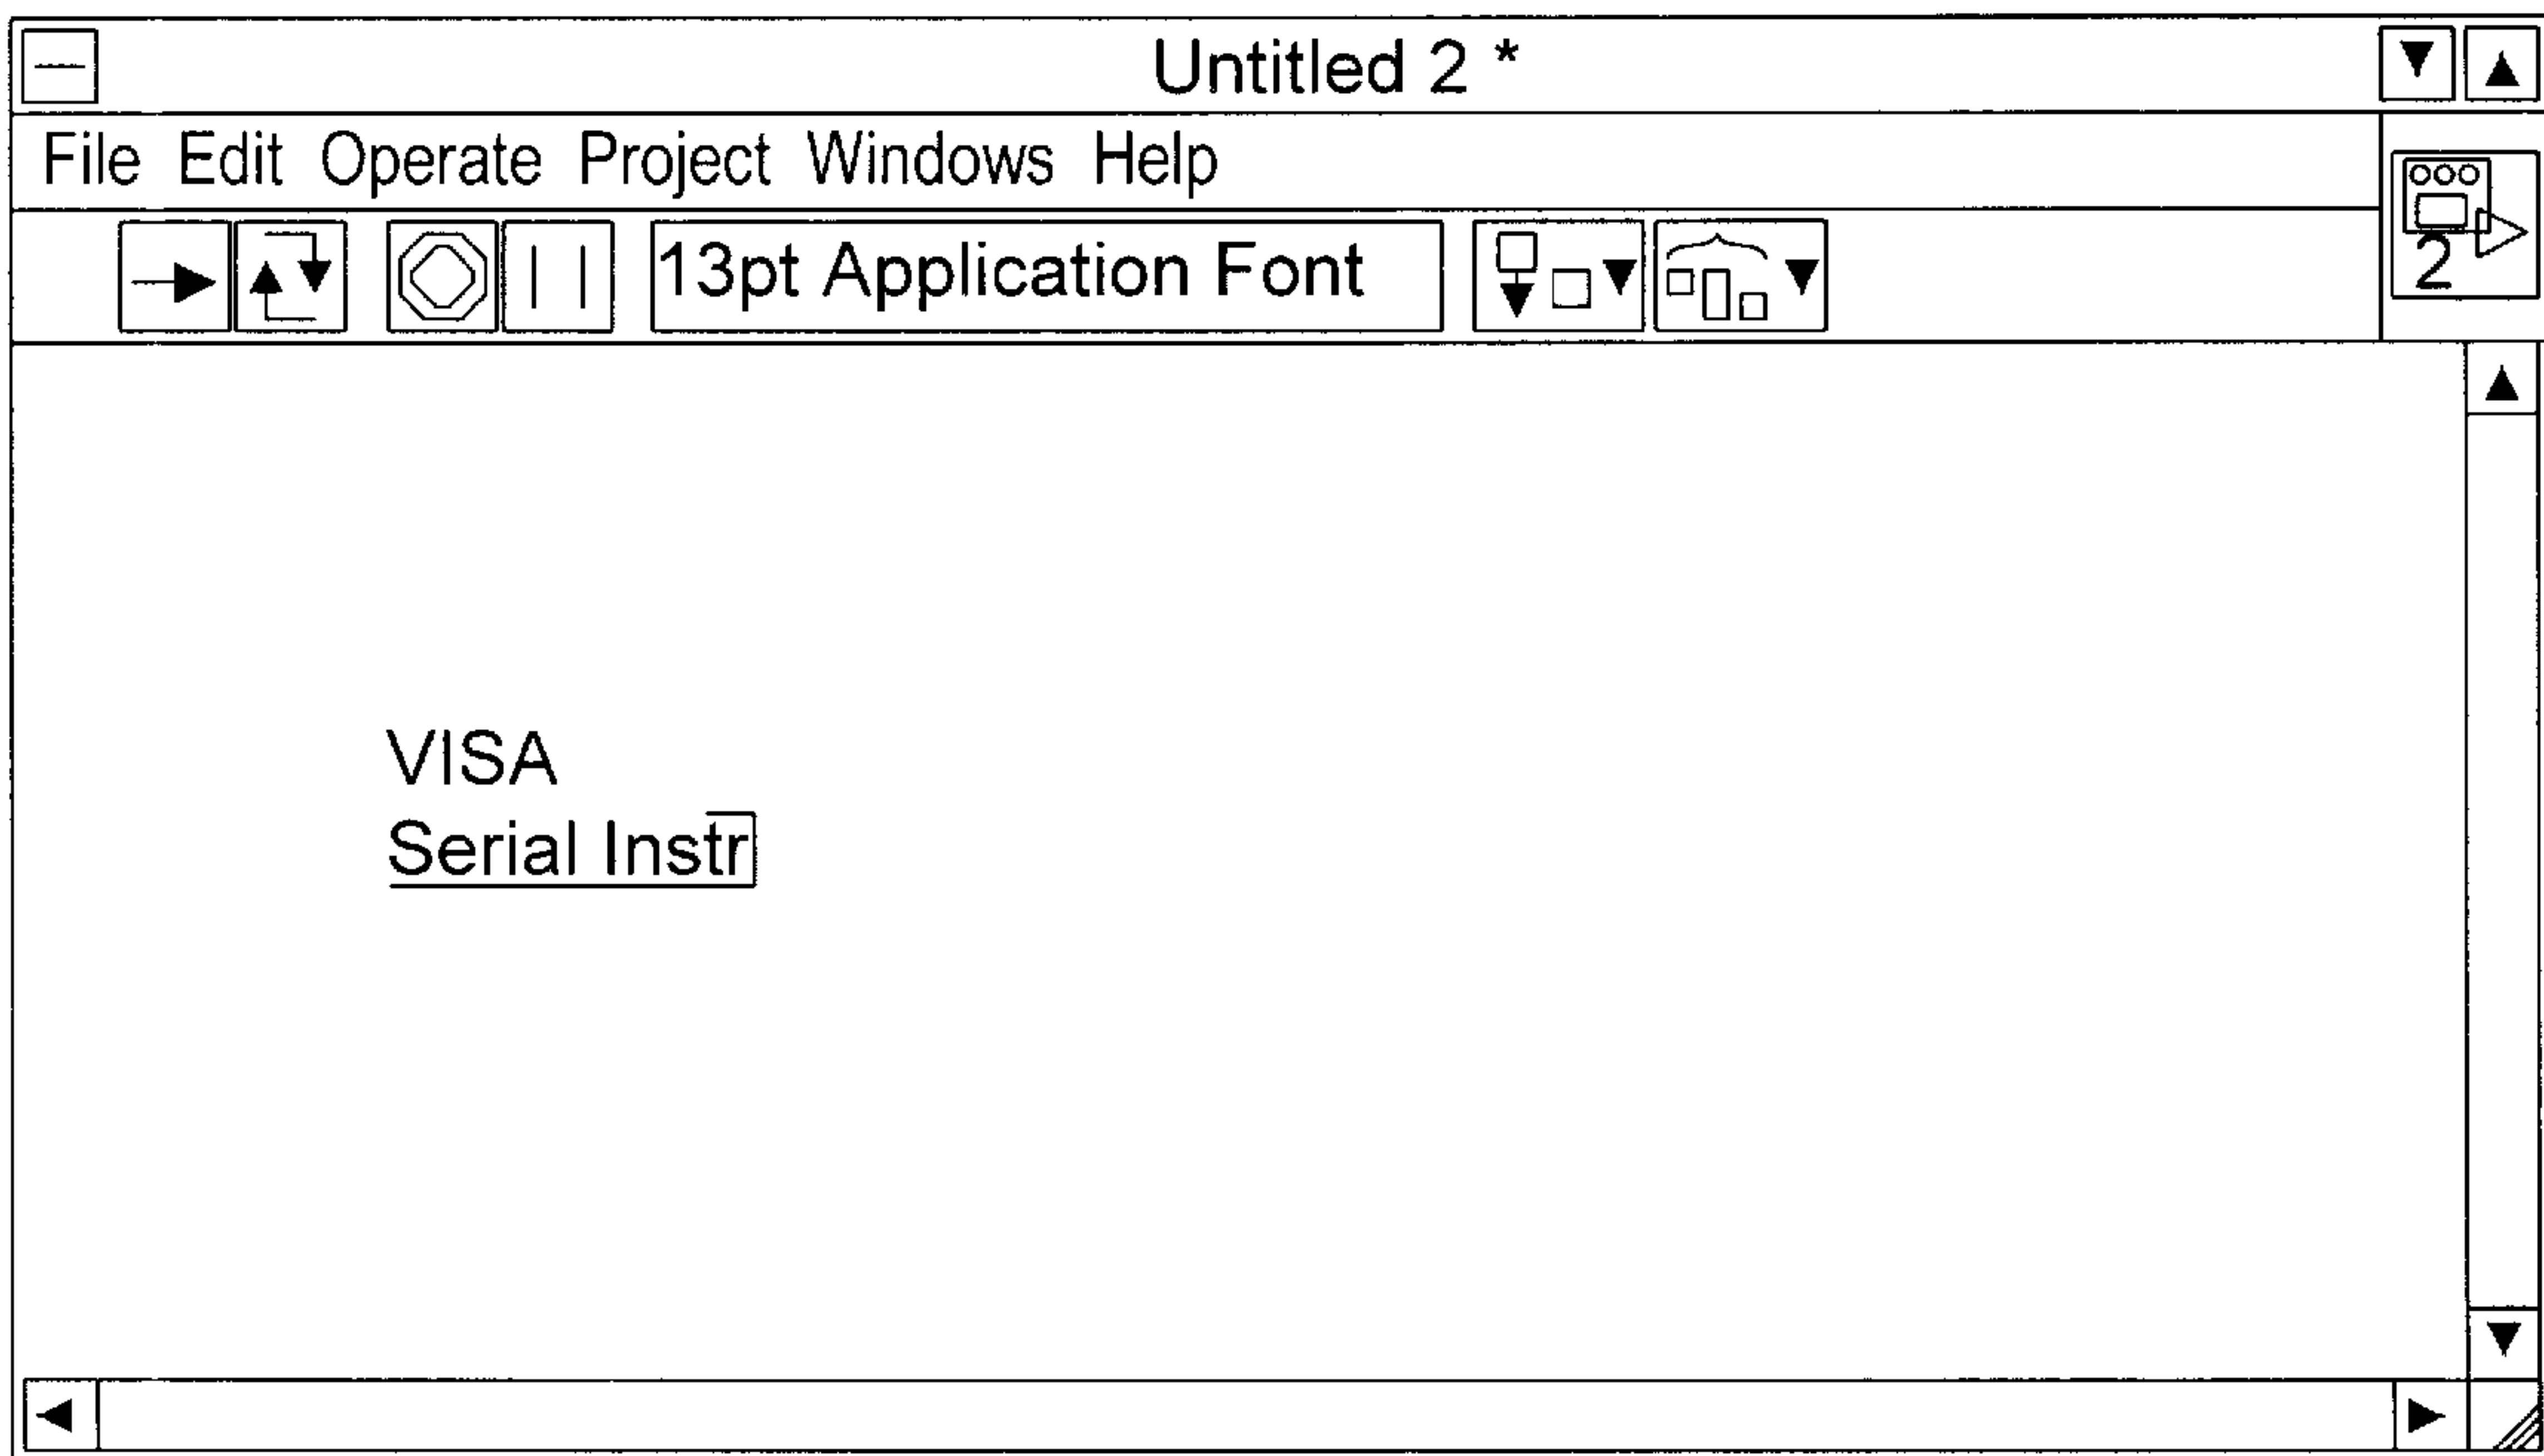 Untitled 2 *
File Edit Operate Project Windows Help
13pt Application Font
2
VISA
Serial Instr